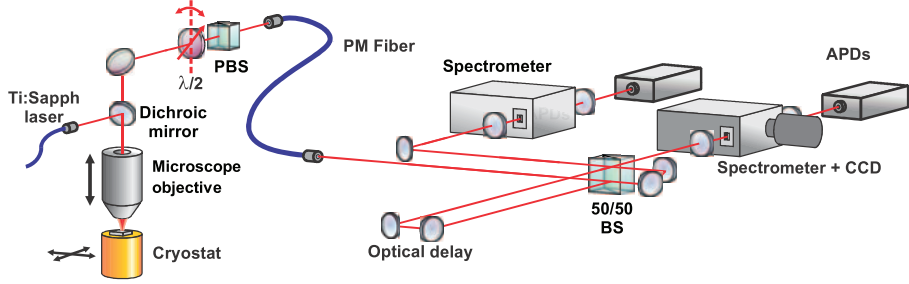 λ/2
PBS
PM Fiber
Ti:Sapph
laser
Dichroic
mirror
Microscope
objective
Cryostat
Spectrometer
APDs
APDs
Spectrometer + CCD
50/50
BS
Optical delay